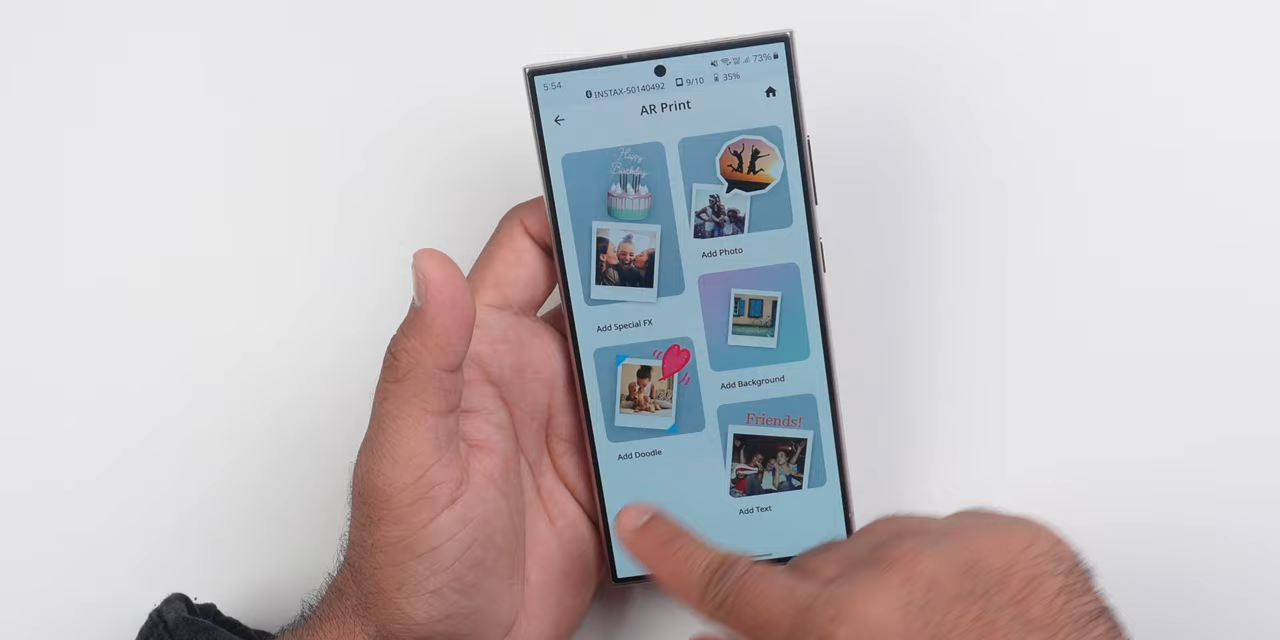 5:54
73%
INSTAX-50140492
9/10
35%
AR Print
Happy
Birthday
Add Special FX
Add Photo
Add Background
Add Doodle
Friends!
Add Text